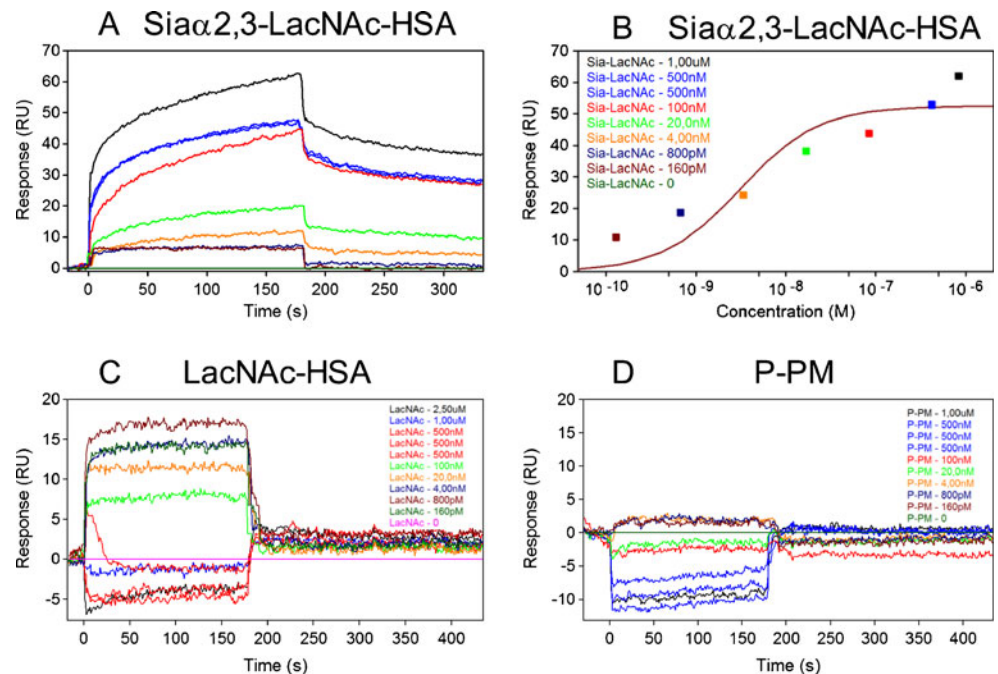 A Siaα2,3-LacNAc-HSA
70
60
50
40
30
20
10
0
Response (RU)
0 50 100 150 200 250 300
Time (s)
B Siaα2,3-LacNAc-HSA
Sia-LacNAc - 1,00uM
Sia-LacNAc - 500nM
Sia-LacNAc - 500nM
Sia-LacNAc - 100nM
Sia-LacNAc - 20,0nM
Sia-LacNAc - 4,00nM
Sia-LacNAc - 800pM
Sia-LacNAc - 160pM
Sia-LacNAc - 0
70
60
50
40
30
20
10
0
Response (RU)
10 -10 10 -9 10 -8 10 -7 10 -6
Concentration (M)
C LacNAc-HSA
LacNAc - 2,50uM
LacNAc - 1,00uM
LacNAc - 500nM
LacNAc - 500nM
LacNAc - 500nM
LacNAc - 100nM
LacNAc - 20,0nM
LacNAc - 4,00nM
LacNAc - 800pM
LacNAc - 160pM
LacNAc - 0
20
15
10
5
0
-5
Response (RU)
0 50 100 150 200 250 300 350 400
Time (s)
D P-PM
P-PM - 1,00uM
P-PM - 500nM
P-PM - 500nM
P-PM - 500nM
P-PM - 100nM
P-PM - 20,0nM
P-PM - 4,00nM
P-PM - 800pM
P-PM - 160pM
P-PM - 0
20
15
10
5
0
-5
-10
Response (RU)
0 50 100 150 200 250 300 350 400
Time (s)